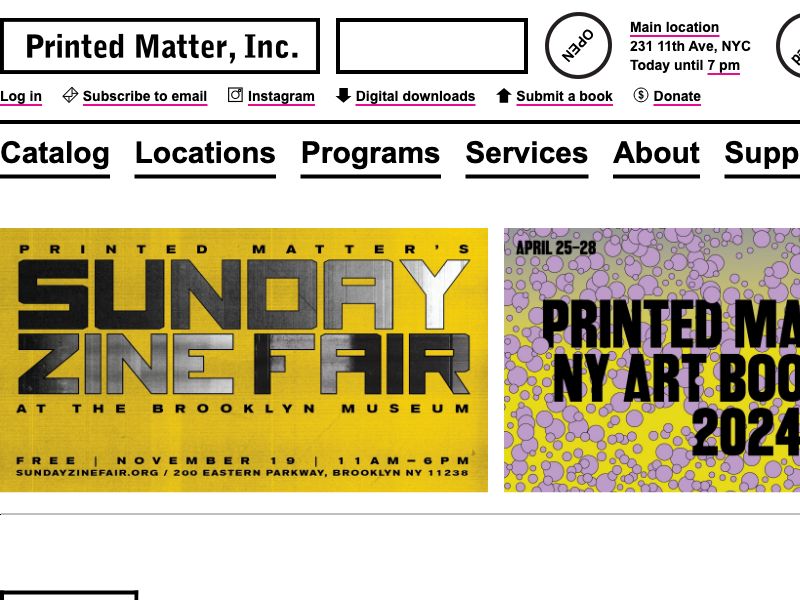 Printed Matter, Inc.
OPEN
Main location
231 11th Ave, NYC
Today until 7 pm
Log in
Subscribe to email
Instagram
Digital downloads
Submit a book
$ Donate
Catalog
Locations
Programs
Services
About
Supp
PRINTED MATTER'S
SUNDAY
ZINE FAIR
AT THE BROOKLYN MUSEUM
FREE | NOVEMBER 19 | 11AM–6PM
SUNDAYZINEFAIR.ORG / 200 EASTERN PARKWAY, BROOKLYN NY 11238
APRIL 25–28
PRINTED MA
NY ART BOO
2024